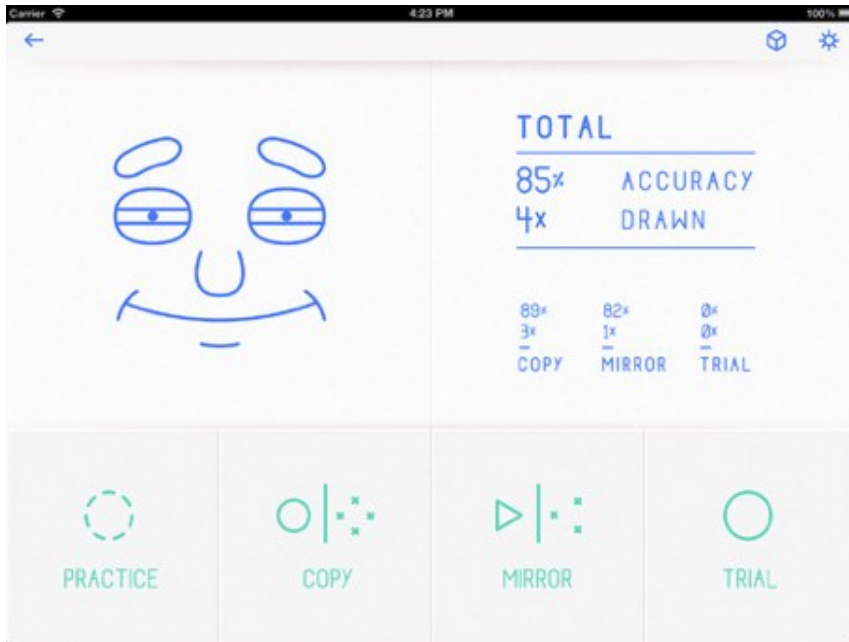 Carrier 4:23 PM 100%
TOTAL
85% ACCURACY
4x DRAWN
89% 82% 0%
3x 1x 0x
COPY MIRROR TRIAL
PRACTICE COPY MIRROR TRIAL